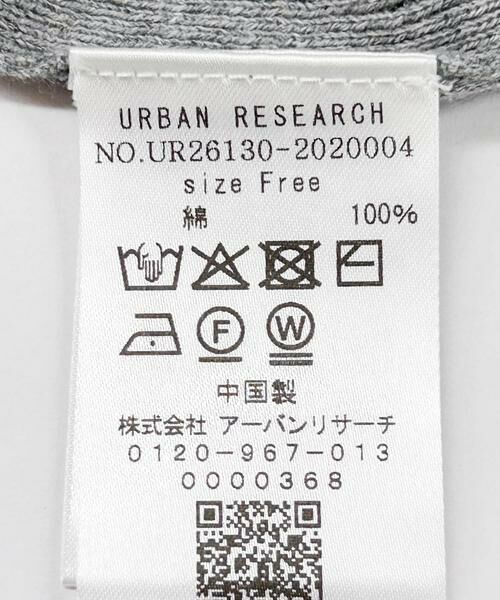 URBAN RESEARCH
NO.UR26130-2020004
size Free
綿 100%
F W
中国製
株式会社 アーバンリサーチ
0120-967-013
0000368